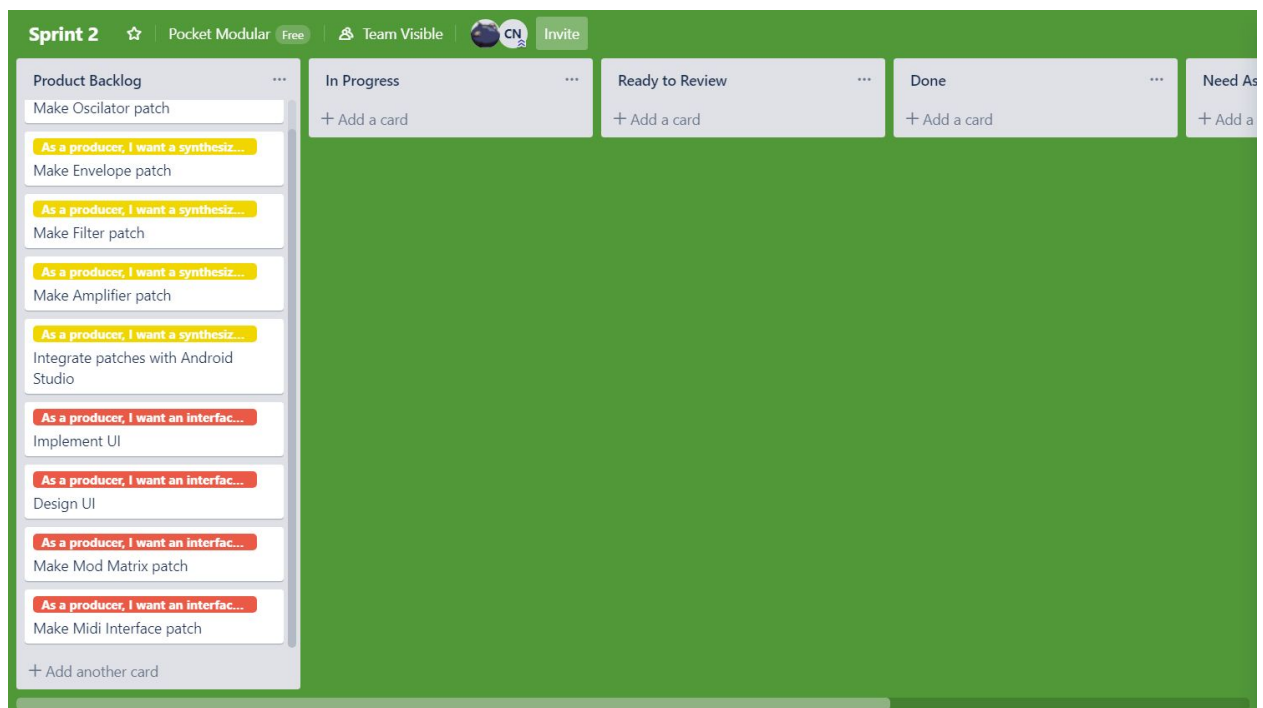 Sprint 2 Pocket Modular Free Team Visible CN Invite
Product Backlog
Make Oscilator patch
As a producer, I want a synthesiz...
Make Envelope patch
As a producer, I want a synthesiz...
Make Filter patch
As a producer, I want a synthesiz...
Make Amplifier patch
As a producer, I want a synthesiz...
Integrate patches with Android
Studio
As a producer, I want an interfac...
Implement UI
As a producer, I want an interfac...
Design UI
As a producer, I want an interfac...
Make Mod Matrix patch
As a producer, I want an interfac...
Make Midi Interface patch
+ Add another card
In Progress
+ Add a card
Ready to Review
+ Add a card
Done
+ Add a card
Need As
+ Add a